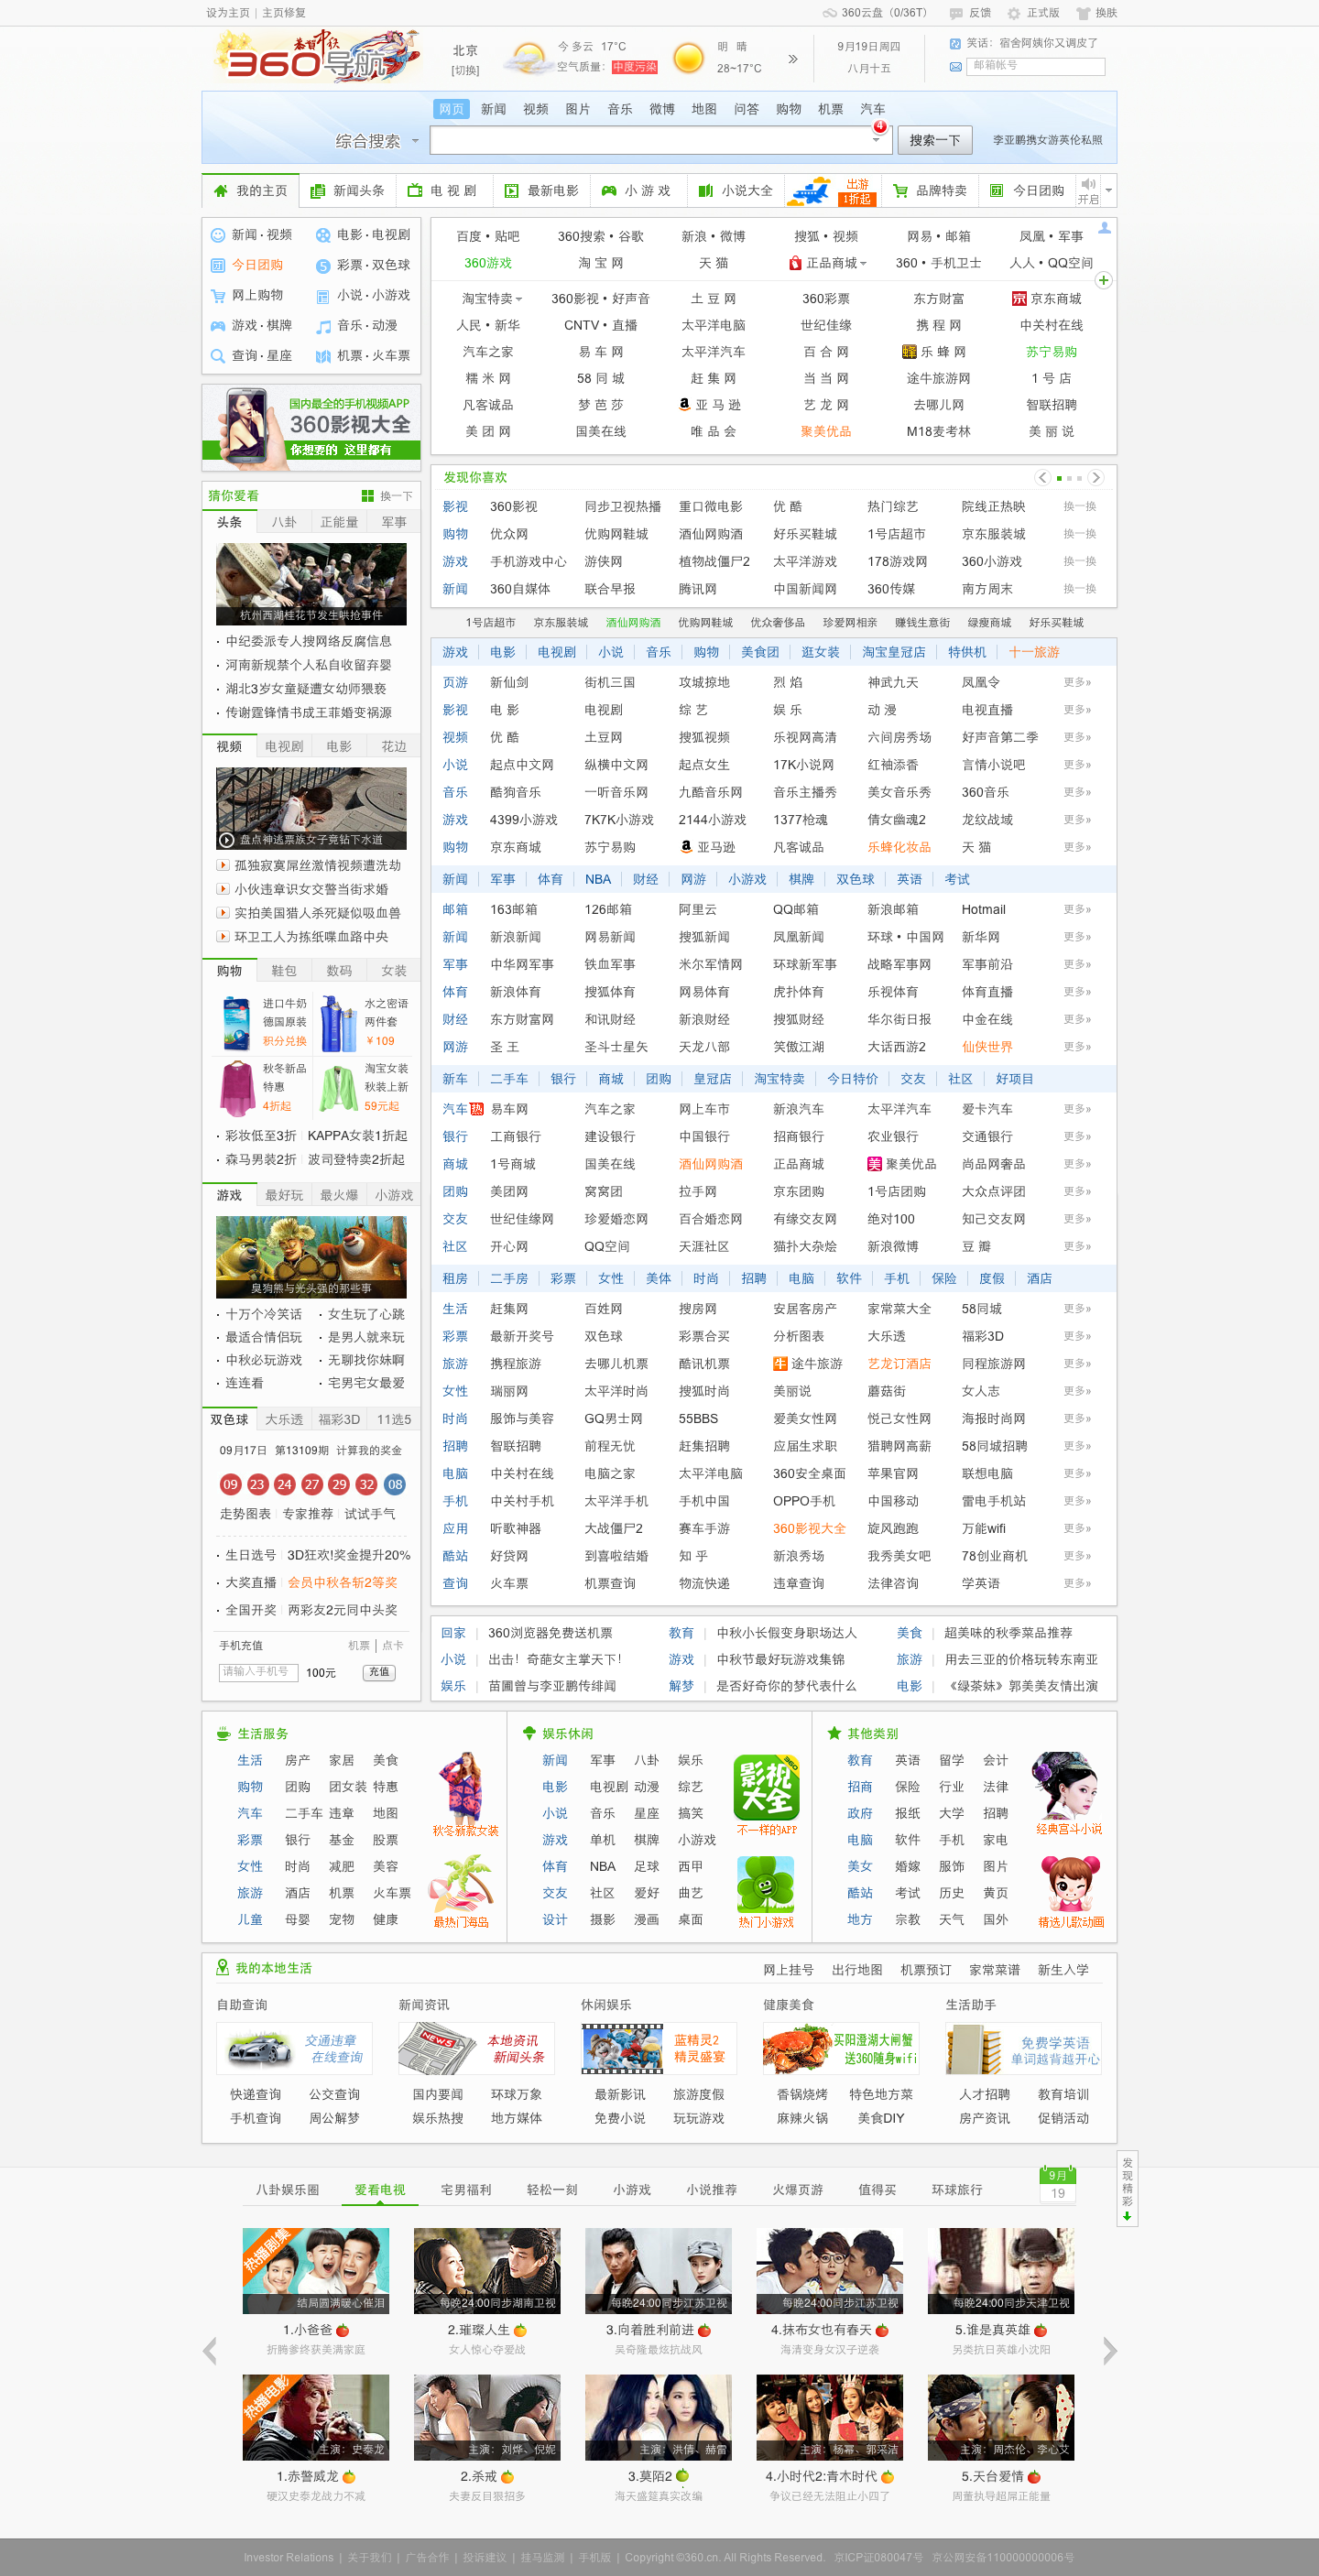 设为主页 | 主页修复 360云盘（0/36T） 反馈 正式版 换肤
喜智中秋
360导航
北京 [切换]
今 多云 17°C
空气质量：中度污染
明 晴
28~17°C
9月19日周四
八月十五
笑话：宿舍阿姨你又调皮了
邮箱帐号
网页 新闻 视频 图片 音乐 微博 地图 问答 购物 机票 汽车
综合搜索 4 搜索一下 李亚鹏携女游英伦私照
我的主页 新闻头条 电 视 剧 最新电影 小 游 戏 小说大全 出游 1折起 品牌特卖 今日团购 开启
新闻·视频 电影·电视剧
今日团购 彩票·双色球
网上购物 小说·小游戏
游戏·棋牌 音乐·动漫
查询·星座 机票·火车票
国内最全的手机视频APP
360影视大全
你想要的 这里都有
猜你爱看 换一下
头条 八卦 正能量 军事
杭州西湖桂花节发生哄抢事件
· 中纪委派专人搜网络反腐信息
· 河南新规禁个人私自收留弃婴
· 湖北3岁女童疑遭女幼师猥亵
· 传谢霆锋情书成王菲婚变祸源
视频 电视剧 电影 花边
盘点神逃票族女子竟钻下水道
孤独寂寞屌丝激情视频遭洗劫
小伙违章识女交警当街求婚
实拍美国猎人杀死疑似吸血兽
环卫工人为拣纸喋血路中央
购物 鞋包 数码 女装
进口牛奶 德国原装 积分兑换
水之密语 两件套 ￥109
秋冬新品 特惠 4折起
淘宝女装 秋装上新 59元起
· 彩妆低至3折 | KAPPA女装1折起
· 森马男装2折 | 波司登特卖2折起
游戏 最好玩 最火爆 小游戏
臭狗熊与光头强的那些事
· 十万个冷笑话 · 女生玩了心跳
· 最适合情侣玩 · 是男人就来玩
· 中秋必玩游戏 · 无聊找你妹啊
· 连连看 · 宅男宅女最爱
双色球 大乐透 福彩3D 11选5
09月17日 第13109期 计算我的奖金
09 23 24 27 29 32 08
走势图表 | 专家推荐 | 试试手气
· 生日选号 | 3D狂欢!奖金提升20%
· 大奖直播 | 会员中秋各斩2等奖
· 全国开奖 | 两彩友2元同中头奖
手机充值 机票 | 点卡
请输入手机号 100元 充值
百度 • 贴吧 360搜索 • 谷歌 新浪 • 微博 搜狐 • 视频 网易 • 邮箱 凤凰 • 军事
360游戏 淘 宝 网 天 猫 正品商城 360 • 手机卫士 人人 • QQ空间
淘宝特卖 360影视 • 好声音 土 豆 网 360彩票 东方财富 京东商城
人民 • 新华 CNTV • 直播 太平洋电脑 世纪佳缘 携 程 网 中关村在线
汽车之家 易 车 网 太平洋汽车 百 合 网 乐 蜂 网 苏宁易购
糯 米 网 58 同 城 赶 集 网 当 当 网 途牛旅游网 1 号 店
凡客诚品 梦 芭 莎 亚 马 逊 艺 龙 网 去哪儿网 智联招聘
美 团 网 国美在线 唯 品 会 聚美优品 M18麦考林 美 丽 说
发现你喜欢
影视 360影视 同步卫视热播 重口微电影 优 酷 热门综艺 院线正热映 换一换
购物 优众网 优购网鞋城 酒仙网购酒 好乐买鞋城 1号店超市 京东服装城 换一换
游戏 手机游戏中心 游侠网 植物战僵尸2 太平洋游戏 178游戏网 360小游戏 换一换
新闻 360自媒体 联合早报 腾讯网 中国新闻网 360传媒 南方周末 换一换
1号店超市 京东服装城 酒仙网购酒 优购网鞋城 优众奢侈品 珍爱网相亲 赚钱生意街 绿瘦商城 好乐买鞋城
游戏 电影 电视剧 小说 音乐 购物 美食团 逛女装 淘宝皇冠店 特供机 十一旅游
页游 新仙剑 街机三国 攻城掠地 烈 焰 神武九天 凤凰令 更多»
影视 电 影 电视剧 综 艺 娱 乐 动 漫 电视直播 更多»
视频 优 酷 土豆网 搜狐视频 乐视网高清 六间房秀场 好声音第二季 更多»
小说 起点中文网 纵横中文网 起点女生 17K小说网 红袖添香 言情小说吧 更多»
音乐 酷狗音乐 一听音乐网 九酷音乐网 音乐主播秀 美女音乐秀 360音乐 更多»
游戏 4399小游戏 7K7K小游戏 2144小游戏 1377枪魂 倩女幽魂2 龙纹战域 更多»
购物 京东商城 苏宁易购 亚马逊 凡客诚品 乐蜂化妆品 天 猫 更多»
新闻 军事 体育 NBA 财经 网游 小游戏 棋牌 双色球 英语 考试
邮箱 163邮箱 126邮箱 阿里云 QQ邮箱 新浪邮箱 Hotmail 更多»
新闻 新浪新闻 网易新闻 搜狐新闻 凤凰新闻 环球 • 中国网 新华网 更多»
军事 中华网军事 铁血军事 米尔军情网 环球新军事 战略军事网 军事前沿 更多»
体育 新浪体育 搜狐体育 网易体育 虎扑体育 乐视体育 体育直播 更多»
财经 东方财富网 和讯财经 新浪财经 搜狐财经 华尔街日报 中金在线 更多»
网游 圣 王 圣斗士星矢 天龙八部 笑傲江湖 大话西游2 仙侠世界 更多»
新车 二手车 银行 商城 团购 皇冠店 淘宝特卖 今日特价 交友 社区 好项目
汽车 热 易车网 汽车之家 网上车市 新浪汽车 太平洋汽车 爱卡汽车 更多»
银行 工商银行 建设银行 中国银行 招商银行 农业银行 交通银行 更多»
商城 1号商城 国美在线 酒仙网购酒 正品商城 美 聚美优品 尚品网奢品 更多»
团购 美团网 窝窝团 拉手网 京东团购 1号店团购 大众点评团 更多»
交友 世纪佳缘网 珍爱婚恋网 百合婚恋网 有缘交友网 绝对100 知己交友网 更多»
社区 开心网 QQ空间 天涯社区 猫扑大杂烩 新浪微博 豆 瓣 更多»
租房 二手房 彩票 女性 美体 时尚 招聘 电脑 软件 手机 保险 度假 酒店
生活 赶集网 百姓网 搜房网 安居客房产 家常菜大全 58同城 更多»
彩票 最新开奖号 双色球 彩票合买 分析图表 大乐透 福彩3D 更多»
旅游 携程旅游 去哪儿机票 酷讯机票 牛 途牛旅游 艺龙订酒店 同程旅游网 更多»
女性 瑞丽网 太平洋时尚 搜狐时尚 美丽说 蘑菇街 女人志 更多»
时尚 服饰与美容 GQ男士网 55BBS 爱美女性网 悦己女性网 海报时尚网 更多»
招聘 智联招聘 前程无忧 赶集招聘 应届生求职 猎聘网高薪 58同城招聘 更多»
电脑 中关村在线 电脑之家 太平洋电脑 360安全桌面 苹果官网 联想电脑 更多»
手机 中关村手机 太平洋手机 手机中国 OPPO手机 中国移动 雷电手机站 更多»
应用 听歌神器 大战僵尸2 赛车手游 360影视大全 旋风跑跑 万能wifi 更多»
酷站 好贷网 到喜啦结婚 知 乎 新浪秀场 我秀美女吧 78创业商机 更多»
查询 火车票 机票查询 物流快递 违章查询 法律咨询 学英语 更多»
回家 | 360浏览器免费送机票 教育 | 中秋小长假变身职场达人 美食 | 超美味的秋季菜品推荐
小说 | 出击！奇葩女主掌天下! 游戏 | 中秋节最好玩游戏集锦 旅游 | 用去三亚的价格玩转东南亚
娱乐 | 苗圃曾与李亚鹏传绯闻 解梦 | 是否好奇你的梦代表什么 电影 | 《绿茶妹》郭美美友情出演
生活服务
生活 房产 家居 美食
购物 团购 团女装 特惠
汽车 二手车 违章 地图
彩票 银行 基金 股票
女性 时尚 减肥 美容
旅游 酒店 机票 火车票
儿童 母婴 宠物 健康
秋冬新款女装
最热门海岛
娱乐休闲
新闻 军事 八卦 娱乐
电影 电视剧 动漫 综艺
小说 音乐 星座 搞笑
游戏 单机 棋牌 小游戏
体育 NBA 足球 西甲
交友 社区 爱好 曲艺
设计 摄影 漫画 桌面
360 影视大全
不一样的APP
热门小游戏
其他类别
教育 英语 留学 会计
招商 保险 行业 法律
政府 报纸 大学 招聘
电脑 软件 手机 家电
美女 婚嫁 服饰 图片
酷站 考试 历史 黄页
地方 宗教 天气 国外
经典宫斗小说
精选儿歌动画
我的本地生活 网上挂号 出行地图 机票预订 家常菜谱 新生入学
自助查询 新闻资讯 休闲娱乐 健康美食 生活助手
交通违章 在线查询
NEWS 本地资讯 新闻头条
蓝精灵2 精灵盛宴
买阳澄湖大闸蟹 送360随身wifi
免费学英语 单词越背越开心
快递查询 公交查询 国内要闻 环球万象 最新影讯 旅游度假 香锅烧烤 特色地方菜 人才招聘 教育培训
手机查询 周公解梦 娱乐热搜 地方媒体 免费小说 玩玩游戏 麻辣火锅 美食DIY 房产资讯 促销活动
发现精彩
八卦娱乐圈 爱看电视 宅男福利 轻松一刻 小游戏 小说推荐 火爆页游 值得买 环球旅行 9月 19
热播剧集
结局圆满暖心催泪 每晚24:00同步湖南卫视 每晚24:00同步江苏卫视 每晚24:00同步江苏卫视 每晚24:00同步天津卫视
1.小爸爸 2.璀璨人生 3.向着胜利前进 4.抹布女也有春天 5.谁是真英雄
折腾爹终获美满家庭 女人惊心夺爱战 吴奇隆最炫抗战风 海清变身女汉子逆袭 另类抗日英雄小沈阳
热播电影
主演：史泰龙 主演：刘烨、倪妮 主演：洪倩、赫雷 主演：杨幂、郭采洁 主演：周杰伦、李心艾
1.赤警威龙 2.杀戒 3.莫陌2 4.小时代2:青木时代 5.天台爱情
硬汉史泰龙战力不减 夫妻反目狠招多 海天盛筵真实改编 争议已经无法阻止小四了 周董执导超屌正能量
Investor Relations | 关于我们 | 广告合作 | 投诉建议 | 挂马监测 | 手机版 | Copyright ©360.cn. All Rights Reserved. 京ICP证080047号 京公网安备110000000006号